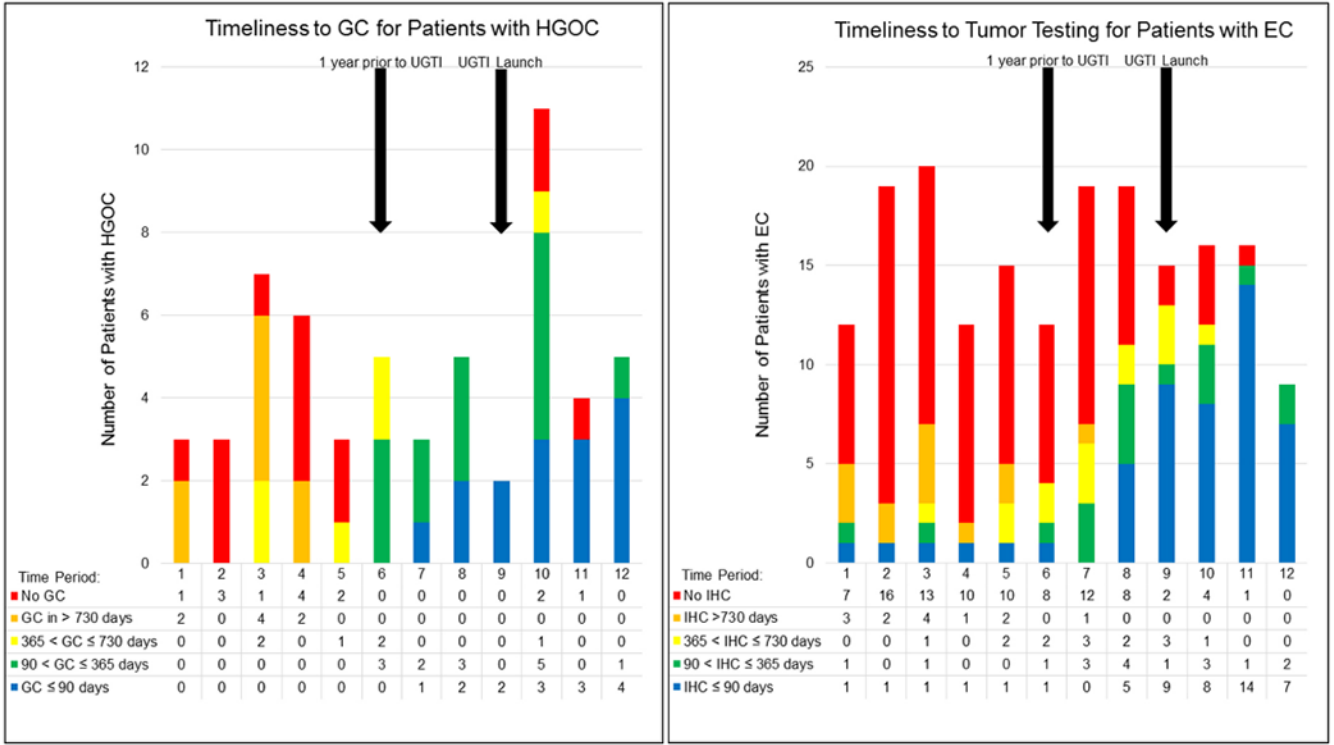 Timeliness to GC for Patients with HGOC
1 year prior to UGTI UGTI Launch
12
10
8
6
4
2
0
Number of Patients with HGOC
Time Period: 1 2 3 4 5 6 7 8 9 10 11 12
No GC 1 3 1 4 2 0 0 0 0 2 1 0
GC in > 730 days 2 0 4 2 0 0 0 0 0 0 0 0
365 < GC ≤ 730 days 0 0 2 0 1 2 0 0 0 1 0 0
90 < GC ≤ 365 days 0 0 0 0 0 3 2 3 0 5 0 1
GC ≤ 90 days 0 0 0 0 0 0 1 2 2 3 3 4
Timeliness to Tumor Testing for Patients with EC
1 year prior to UGTI UGTI Launch
25
20
15
10
5
0
Number of Patients with EC
Time Period: 1 2 3 4 5 6 7 8 9 10 11 12
No IHC 7 16 13 10 10 8 12 8 2 4 1 0
IHC >730 days 3 2 4 1 2 0 1 0 0 0 0 0
365 < IHC ≤ 730 days 0 0 1 0 2 2 3 2 3 1 0 0
90 < IHC ≤ 365 days 1 0 1 0 0 1 3 4 1 3 1 2
IHC ≤ 90 days 1 1 1 1 1 1 0 5 9 8 14 7